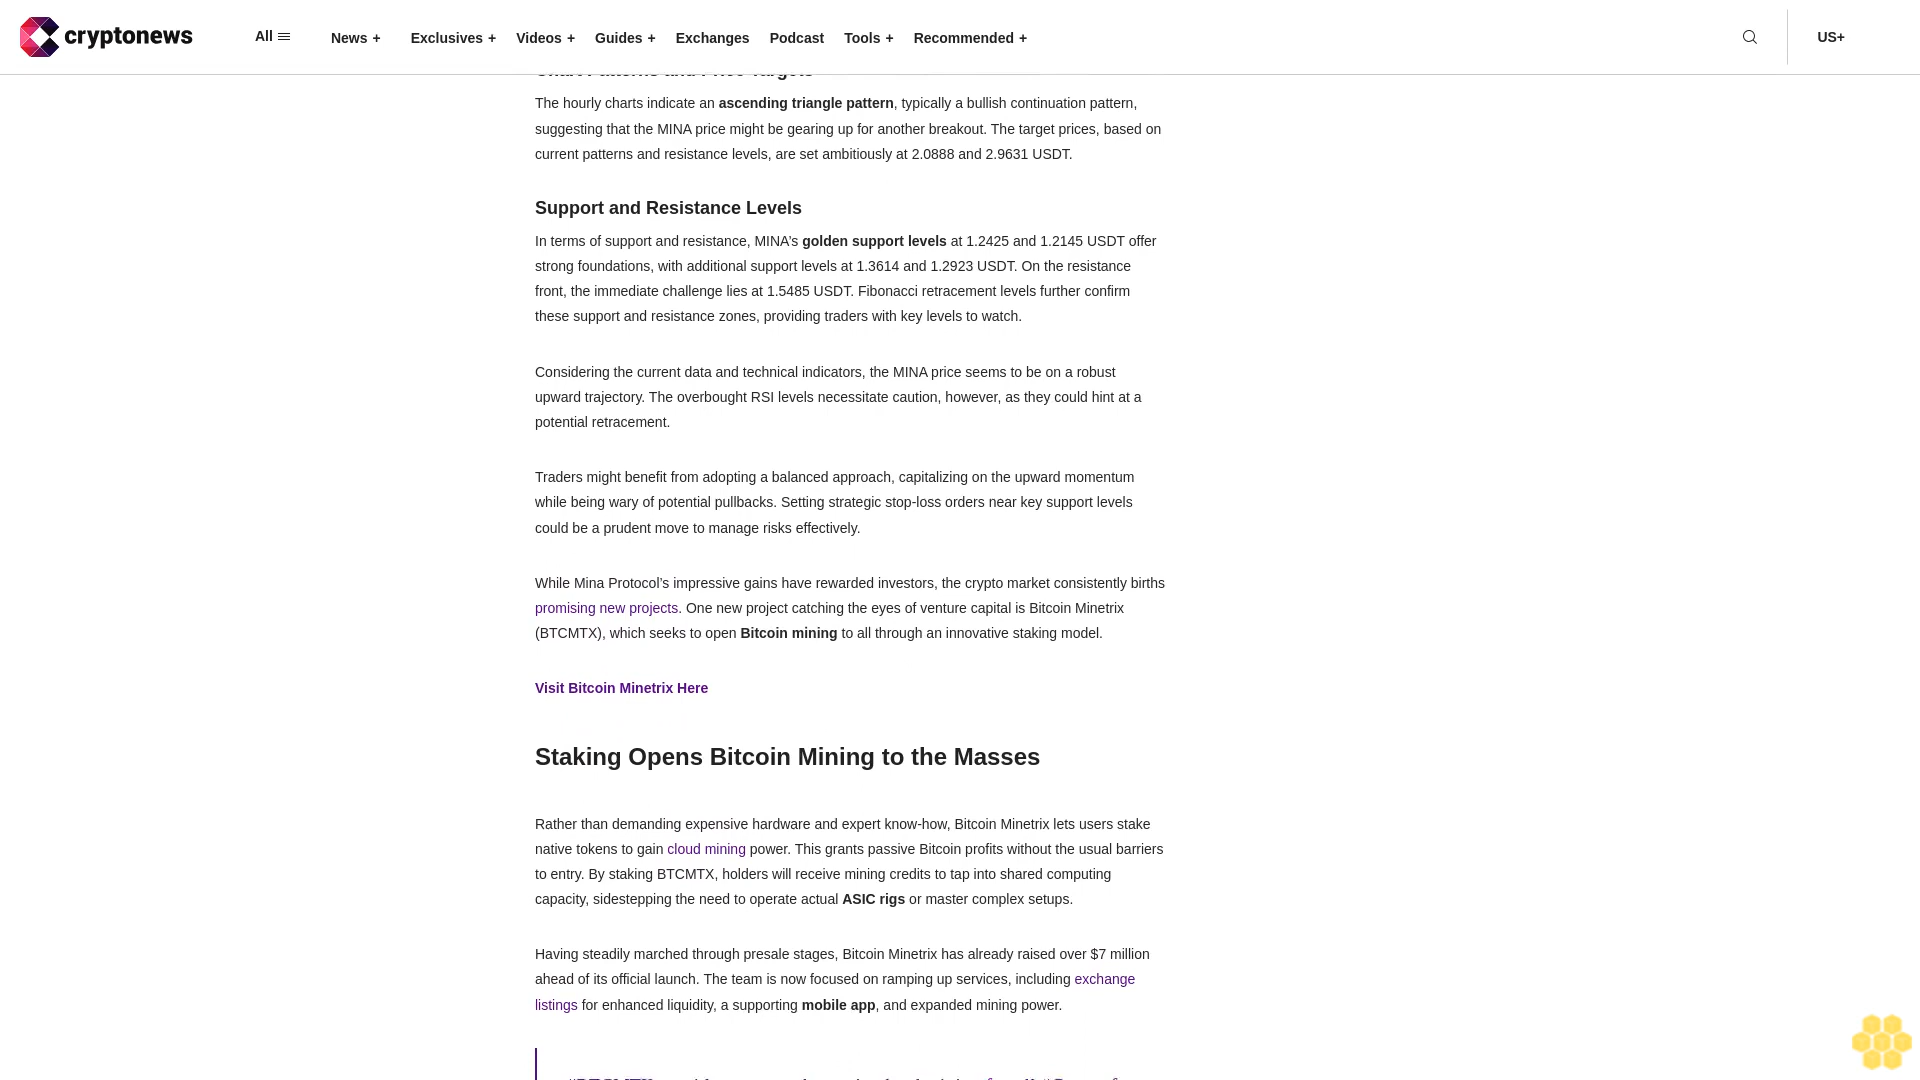 cryptonews
All
News +
Exclusives +
Videos +
Guides +
Exchanges
Podcast
Tools +
Recommended +
US+
Chart Patterns and Price Targets
The hourly charts indicate an ascending triangle pattern, typically a bullish continuation pattern,
suggesting that the MINA price might be gearing up for another breakout. The target prices, based on
current patterns and resistance levels, are set ambitiously at 2.0888 and 2.9631 USDT.
Support and Resistance Levels
In terms of support and resistance, MINA’s golden support levels at 1.2425 and 1.2145 USDT offer
strong foundations, with additional support levels at 1.3614 and 1.2923 USDT. On the resistance
front, the immediate challenge lies at 1.5485 USDT. Fibonacci retracement levels further confirm
these support and resistance zones, providing traders with key levels to watch.
Considering the current data and technical indicators, the MINA price seems to be on a robust
upward trajectory. The overbought RSI levels necessitate caution, however, as they could hint at a
potential retracement.
Traders might benefit from adopting a balanced approach, capitalizing on the upward momentum
while being wary of potential pullbacks. Setting strategic stop-loss orders near key support levels
could be a prudent move to manage risks effectively.
While Mina Protocol’s impressive gains have rewarded investors, the crypto market consistently births
promising new projects. One new project catching the eyes of venture capital is Bitcoin Minetrix
(BTCMTX), which seeks to open Bitcoin mining to all through an innovative staking model.
Visit Bitcoin Minetrix Here
Staking Opens Bitcoin Mining to the Masses
Rather than demanding expensive hardware and expert know-how, Bitcoin Minetrix lets users stake
native tokens to gain cloud mining power. This grants passive Bitcoin profits without the usual barriers
to entry. By staking BTCMTX, holders will receive mining credits to tap into shared computing
capacity, sidestepping the need to operate actual ASIC rigs or master complex setups.
Having steadily marched through presale stages, Bitcoin Minetrix has already raised over $7 million
ahead of its official launch. The team is now focused on ramping up services, including exchange
listings for enhanced liquidity, a supporting mobile app, and expanded mining power.